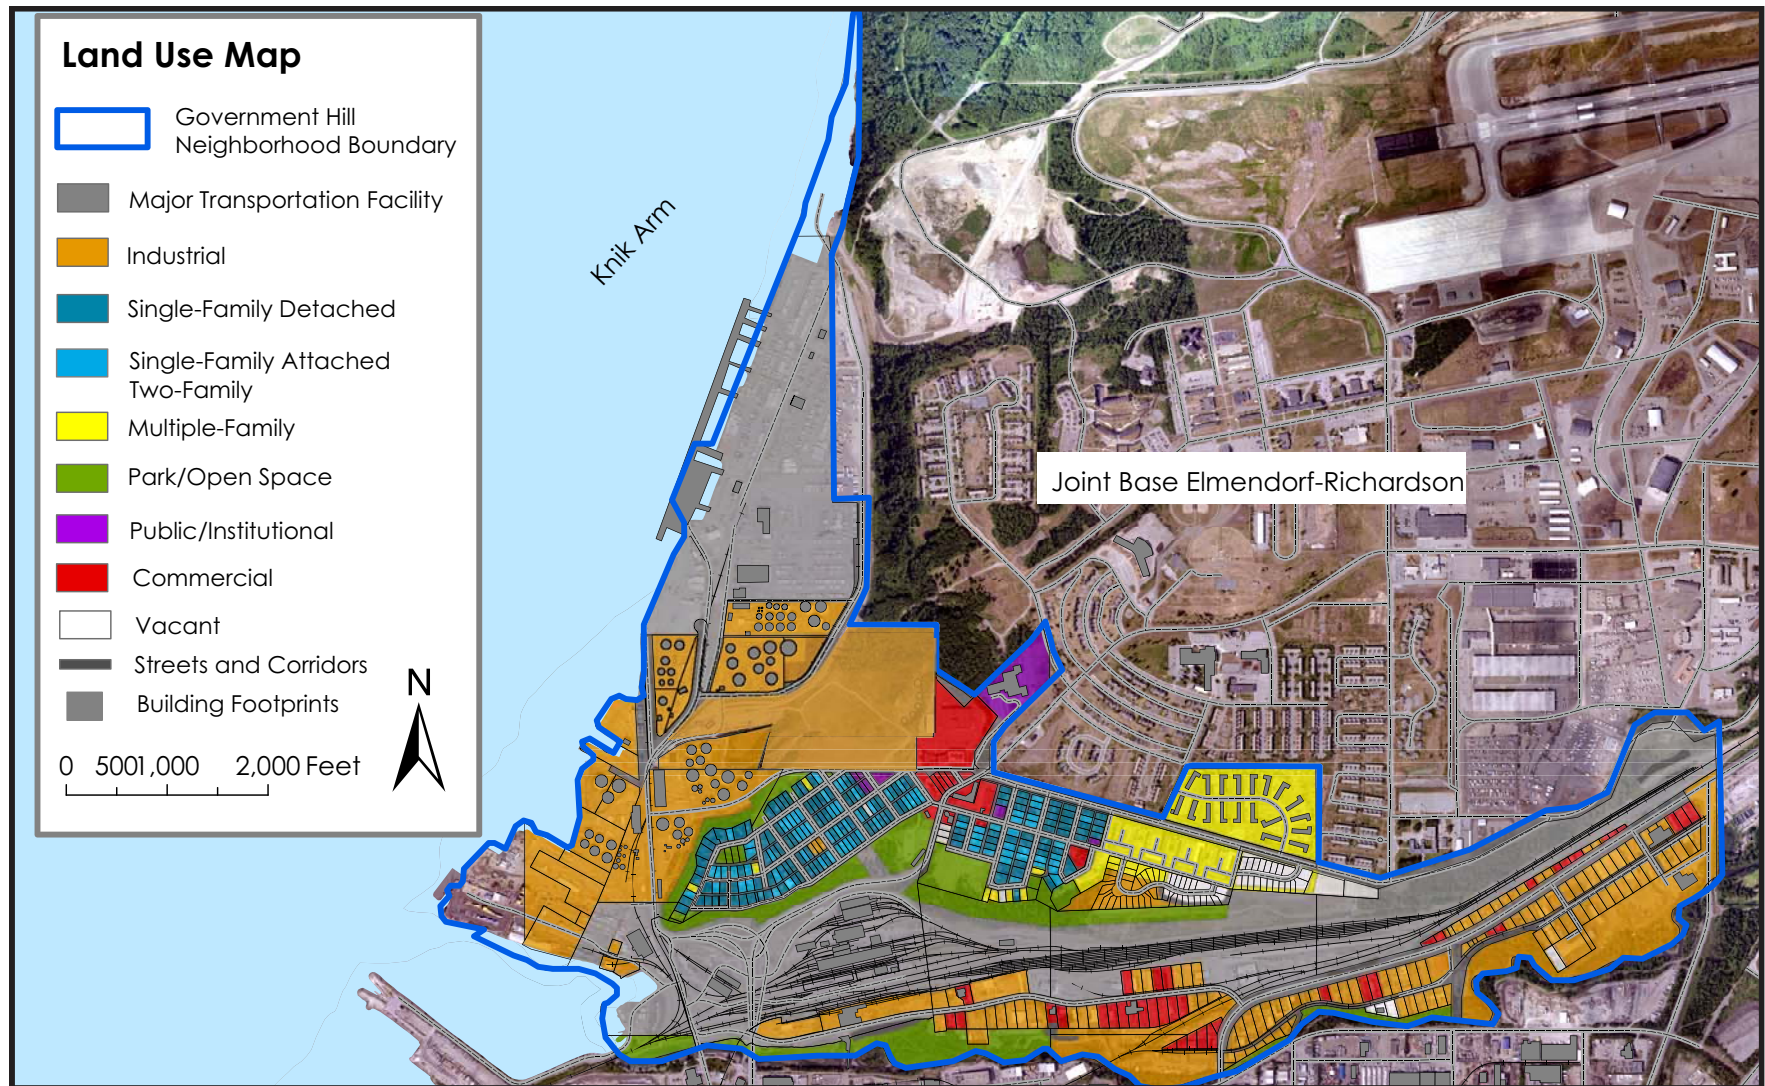 Land Use Map
Government Hill
Neighborhood Boundary
Major Transportation Facility
Industrial
Single-Family Detached
Single-Family Attached
Two-Family
Multiple-Family
Park/Open Space
Public/Institutional
Commercial
Vacant
Streets and Corridors
Building Footprints
N
0 5001,000 2,000 Feet
Knik Arm
Joint Base Elmendorf-Richardson